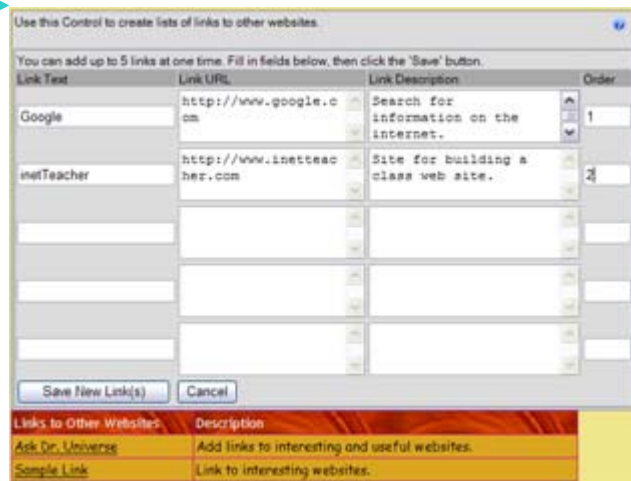 Use this Control to create lists of links to other websites.
You can add up to 5 links at one time. Fill in fields below, then click the 'Save' button.
Link Text Link URL Link Description Order
Google http://www.google.c Search for 1
om information on the
internet.
inetTeacher http://www.inetteac Site for building a 2
her.com class web site.
Save New Link(s) Cancel
Links to Other Websites Description
Ask Dr. Universe Add links to interesting and useful websites.
Sample Link Link to interesting websites.